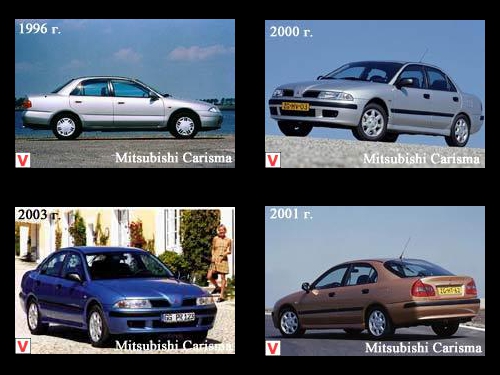 1996 г.
V
Mitsubishi Carisma
2000 г.
V
Mitsubishi Carisma
2003 г.
V
Mitsubishi Carisma
2001 г.
V
Mitsubishi Carisma